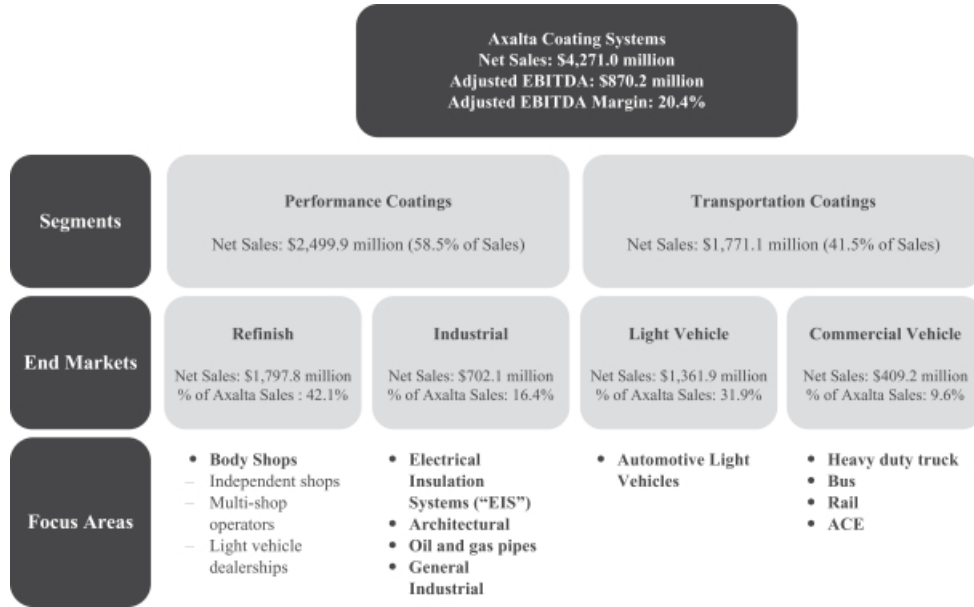 Axalta Coating Systems
Net Sales: $4,271.0 million
Adjusted EBITDA: $870.2 million
Adjusted EBITDA Margin: 20.4%
Segments
Performance Coatings
Net Sales: $2,499.9 million (58.5% of Sales)
Transportation Coatings
Net Sales: $1,771.1 million (41.5% of Sales)
End Markets
Refinish
Net Sales: $1,797.8 million
% of Axalta Sales : 42.1%
Industrial
Net Sales: $702.1 million
% of Axalta Sales: 16.4%
Light Vehicle
Net Sales: $1,361.9 million
% of Axalta Sales: 31.9%
Commercial Vehicle
Net Sales: $409.2 million
% of Axalta Sales: 9.6%
Focus Areas
• Body Shops
– Independent shops
– Multi-shop
operators
– Light vehicle
dealerships
• Electrical
Insulation
Systems (“EIS”)
• Architectural
• Oil and gas pipes
• General
Industrial
• Automotive Light
Vehicles
• Heavy duty truck
• Bus
• Rail
• ACE